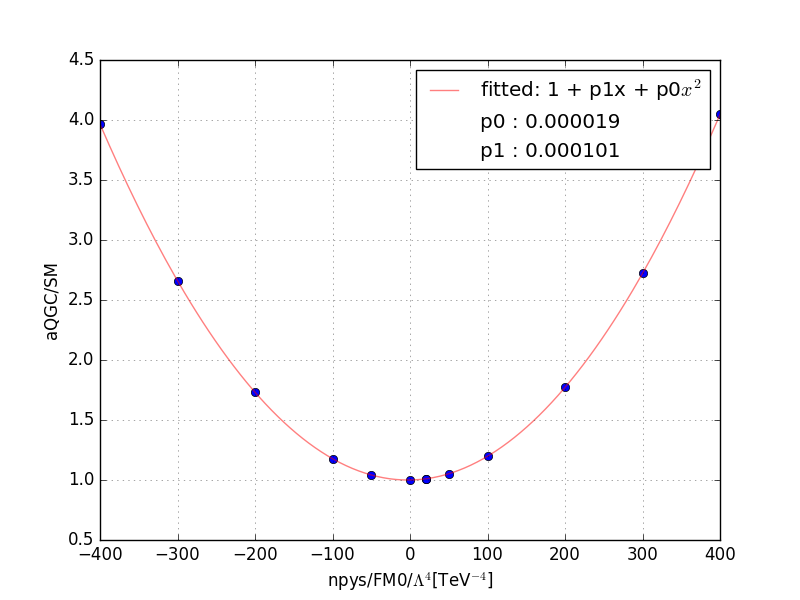 4.5
4.0
3.5
3.0
2.5
2.0
1.5
1.0
0.5
aQGC/SM
fitted: 1 + p1x + p0x²
p0 : 0.000019
p1 : 0.000101
−400 −300 −200 −100 0 100 200 300 400
npys/FM0/Λ⁴[TeV⁻⁴]